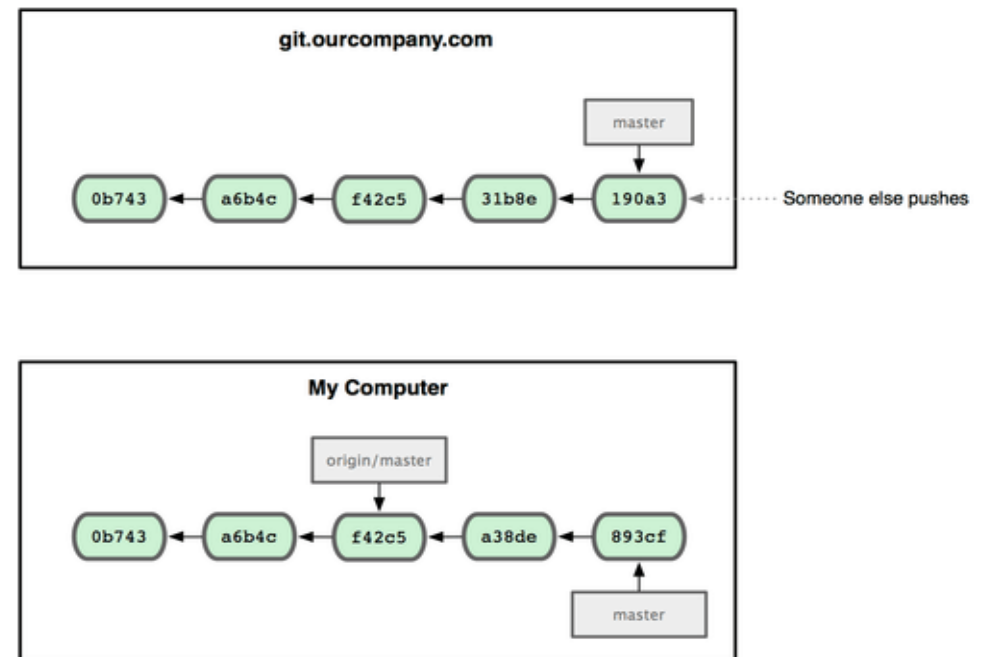 git.ourcompany.com
master
0b743 a6b4c f42c5 31b8e 190a3 Someone else pushes
My Computer
origin/master
0b743 a6b4c f42c5 a38de 893cf
master